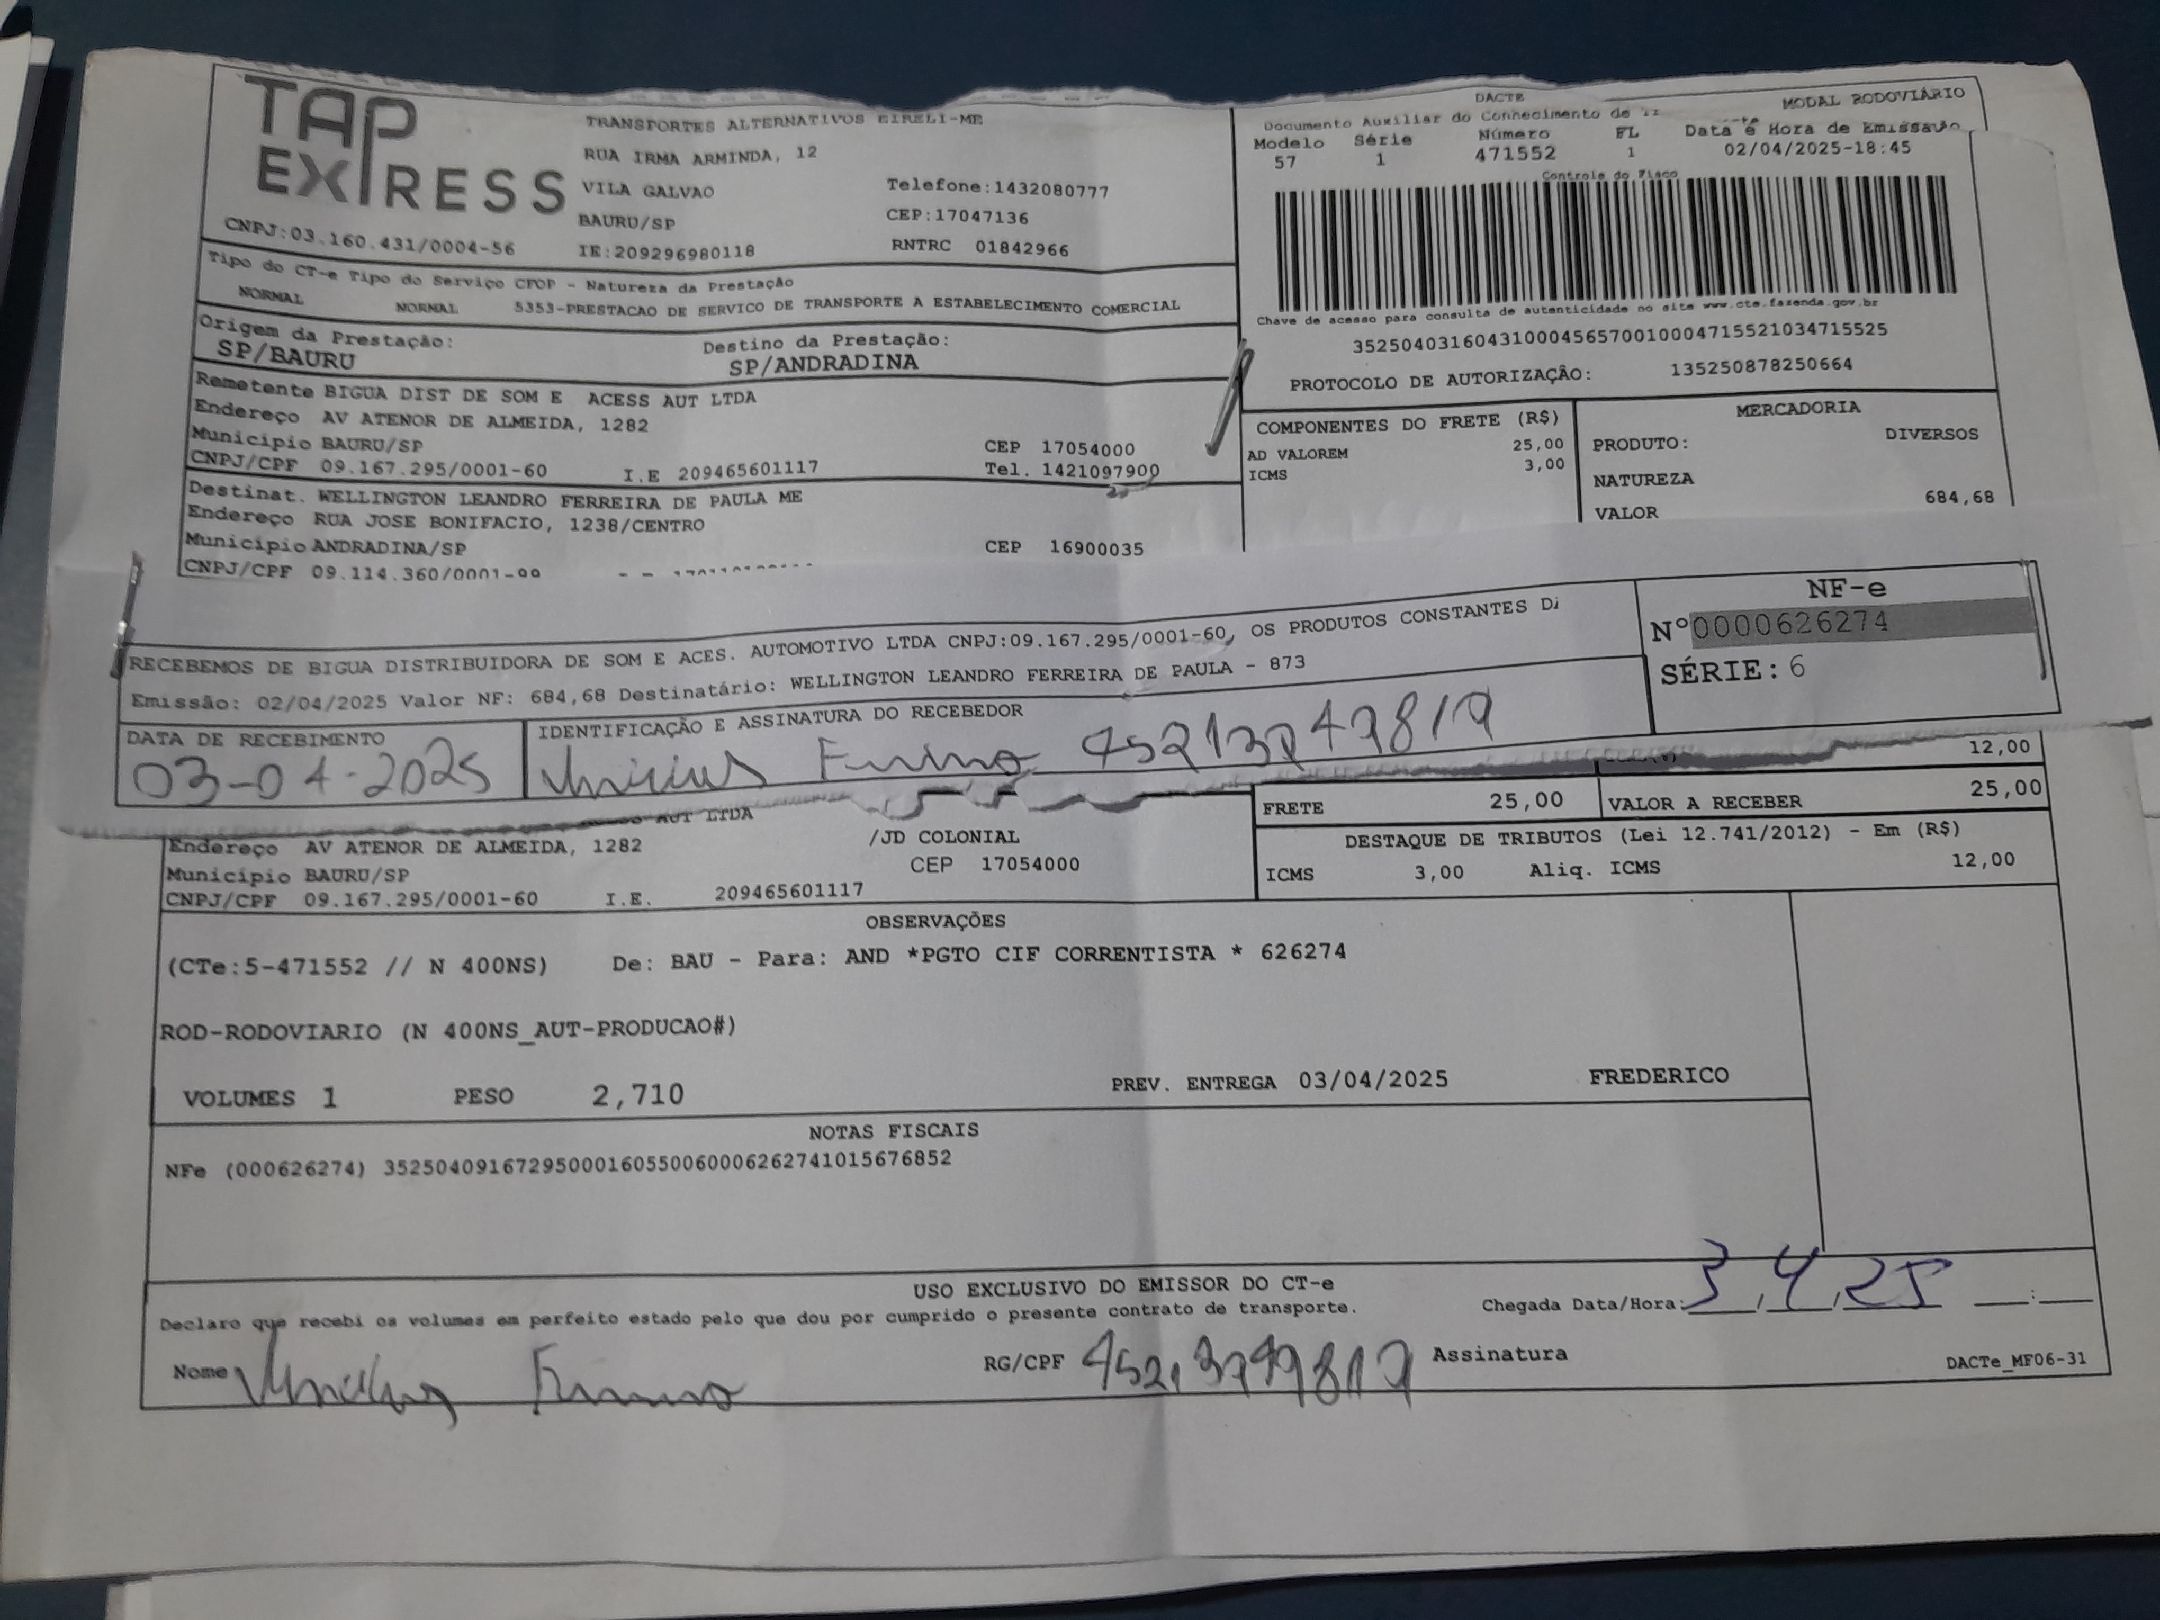 TAP EXPRESS
TRANSPORTES ALTERNATIVOS EIRELI-ME
RUA IRMA ARMINDA, 12
VILA GALVAO Telefone:1432080777
BAURU/SP CEP:17047136
CNPJ:03.160.431/0004-56 IE:209296980118 RNTRC 01842966
DACTE MODAL RODOVIÁRIO
Documento Auxiliar do Conhecimento de
Modelo Série Número FL Data e Hora de Emissão
57 1 471552 1 02/04/2025-18:45
Controle do Fisco
Chave de acesso para consulta de autenticidade no site www.cte.fazenda.gov.br
35250403160431000456570010004715521034715525
PROTOCOLO DE AUTORIZAÇÃO: 135250878250664
Tipo do CT-e Tipo do Serviço CFOP - Natureza da Prestação
NORMAL NORMAL 5353-PRESTACAO DE SERVICO DE TRANSPORTE A ESTABELECIMENTO COMERCIAL
Origem da Prestação: Destino da Prestação:
SP/BAURU SP/ANDRADINA
Remetente BIGUA DIST DE SOM E ACESS AUT LTDA
Endereço AV ATENOR DE ALMEIDA, 1282
Município BAURU/SP CEP 17054000
CNPJ/CPF 09.167.295/0001-60 I.E 209465601117 Tel. 1421097900
Destinat. WELLINGTON LEANDRO FERREIRA DE PAULA ME
Endereço RUA JOSE BONIFACIO, 1238/CENTRO
Município ANDRADINA/SP CEP 16900035
CNPJ/CPF 09.114.360/0001-99
COMPONENTES DO FRETE (R$)
AD VALOREM 25,00
ICMS 3,00
MERCADORIA
PRODUTO: DIVERSOS
NATUREZA
VALOR 684,68
RECEBEMOS DE BIGUA DISTRIBUIDORA DE SOM E ACES. AUTOMOTIVO LTDA CNPJ:09.167.295/0001-60, OS PRODUTOS CONSTANTES
Emissão: 02/04/2025 Valor NF: 684,68 Destinatário: WELLINGTON LEANDRO FERREIRA DE PAULA - 873
NF-e
Nº0000626274
SÉRIE: 6
DATA DE RECEBIMENTO IDENTIFICAÇÃO E ASSINATURA DO RECEBEDOR
03-04-2025
12,00
FRETE 25,00 VALOR A RECEBER 25,00
AUT LTDA
Endereço AV ATENOR DE ALMEIDA, 1282 /JD COLONIAL
Município BAURU/SP CEP 17054000
CNPJ/CPF 09.167.295/0001-60 I.E. 209465601117
DESTAQUE DE TRIBUTOS (Lei 12.741/2012) - Em (R$)
ICMS 3,00 Aliq. ICMS 12,00
OBSERVAÇÕES
(CTe:5-471552 // N 400NS) De: BAU - Para: AND *PGTO CIF CORRENTISTA * 626274
ROD-RODOVIARIO (N 400NS_AUT-PRODUCAO#)
VOLUMES 1 PESO 2,710 PREV. ENTREGA 03/04/2025 FREDERICO
NOTAS FISCAIS
NFe (000626274) 35250409167295000160550060006262741015676852
USO EXCLUSIVO DO EMISSOR DO CT-e
Declaro que recebi os volumes em perfeito estado pelo que dou por cumprido o presente contrato de transporte. Chegada Data/Hora: 3 , 4 , 25 :
Nome RG/CPF Assinatura
DACTe_MF06-31